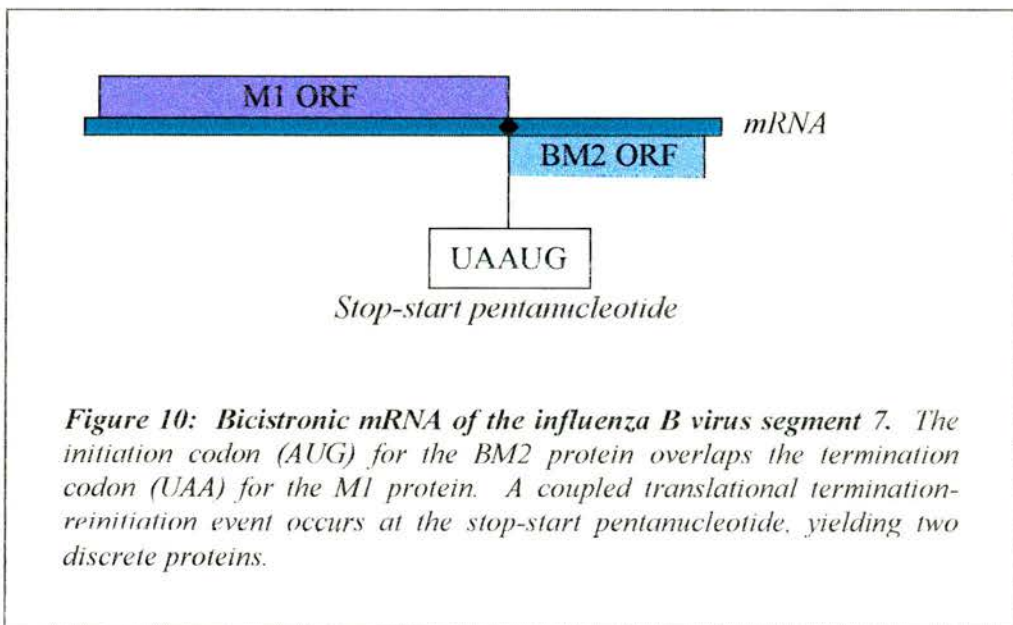 M1 ORF
mRNA
BM2 ORF
UAAUG
Stop-start pentanucleotide
Figure 10: Bicistronic mRNA of the influenza B virus segment 7. The
initiation codon (AUG) for the BM2 protein overlaps the termination
codon (UAA) for the M1 protein. A coupled translational termination-
reinitiation event occurs at the stop-start pentanucleotide, yielding two
discrete proteins.